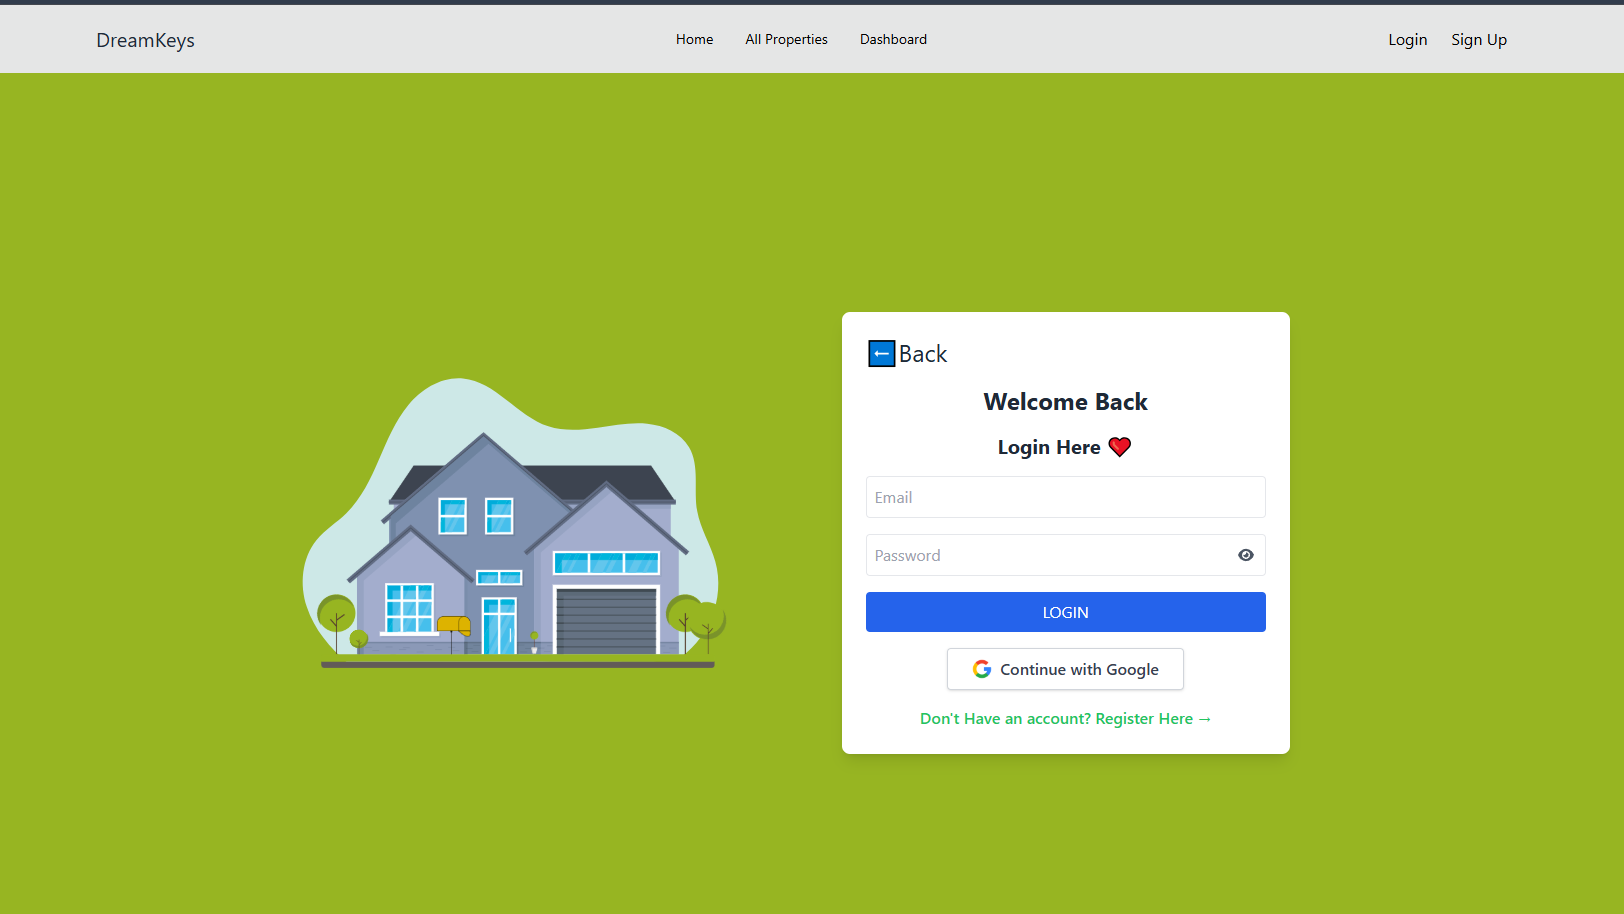 DreamKeys
Home All Properties Dashboard
Login Sign Up
Back
Welcome Back
Login Here
Email
Password
LOGIN
Continue with Google
Don't Have an account? Register Here →